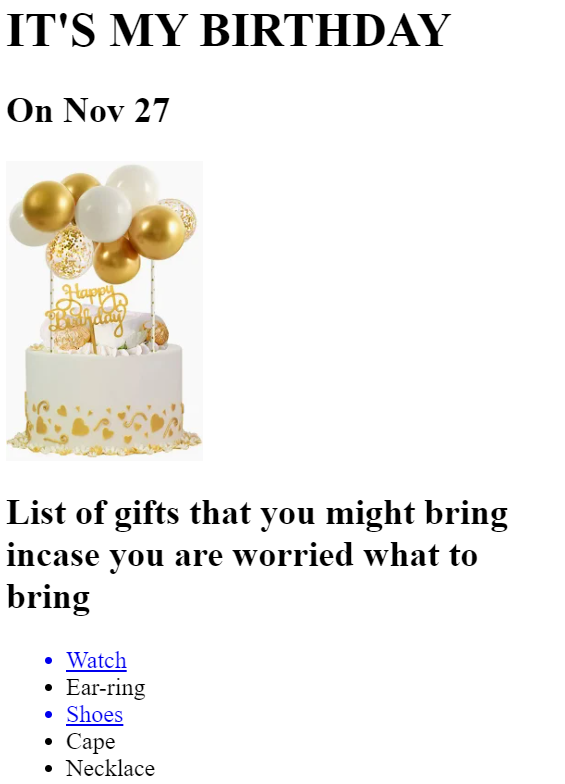 IT'S MY BIRTHDAY
On Nov 27
Happy
Birthday
List of gifts that you might bring
incase you are worried what to
bring
Watch
Ear-ring
Shoes
Cape
Necklace